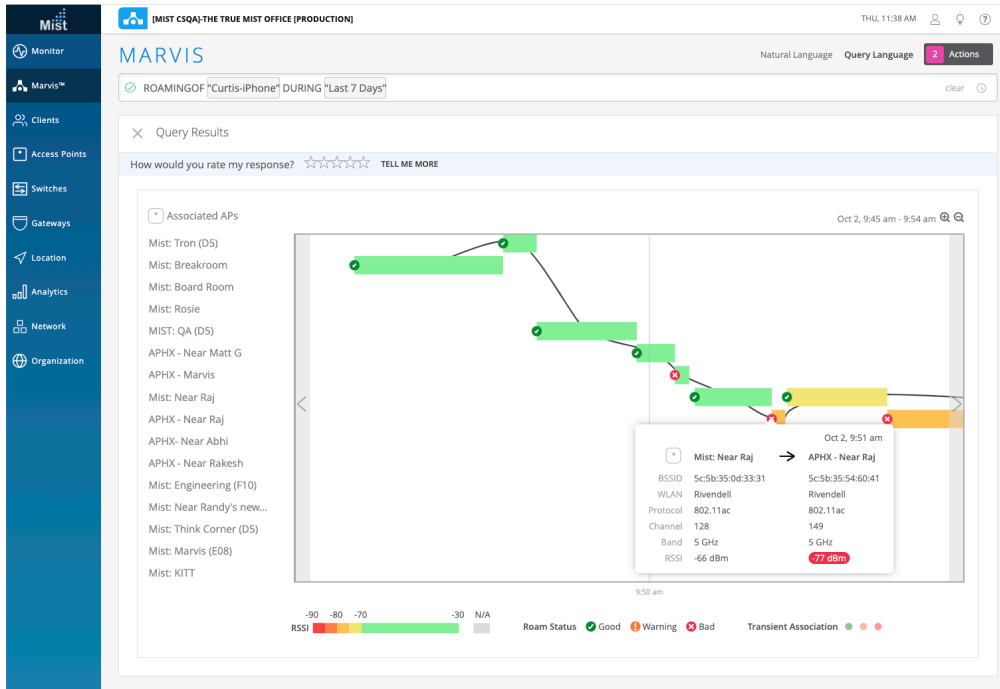 Mist
[MIST CSQA]-THE TRUE MIST OFFICE [PRODUCTION]
THU, 11:38 AM
?
Monitor
Marvis™
Clients
Access Points
Switches
Gateways
Location
Analytics
Network
Organization
MARVIS
Natural Language Query Language 2 Actions
ROAMINGOF "Curtis-iPhone" DURING "Last 7 Days"
clear
Query Results
How would you rate my response? TELL ME MORE
Associated APs
Oct 2, 9:45 am - 9:54 am
Mist: Tron (D5)
Mist: Breakroom
Mist: Board Room
Mist: Rosie
MIST: QA (D5)
APHX - Near Matt G
APHX - Marvis
Mist: Near Raj
APHX - Near Raj
APHX- Near Abhi
APHX - Near Rakesh
Mist: Engineering (F10)
Mist: Near Randy's new...
Mist: Think Corner (D5)
Mist: Marvis (E08)
Mist: KITT
Oct 2, 9:51 am
Mist: Near Raj → APHX - Near Raj
BSSID 5c:5b:35:0d:33:31 5c:5b:35:54:60:41
WLAN Rivendell Rivendell
Protocol 802.11ac 802.11ac
Channel 128 149
Band 5 GHz 5 GHz
RSSI -66 dBm -77 dBm
9:50 am
-90 -80 -70 -30 N/A
RSSI
Roam Status Good Warning Bad
Transient Association